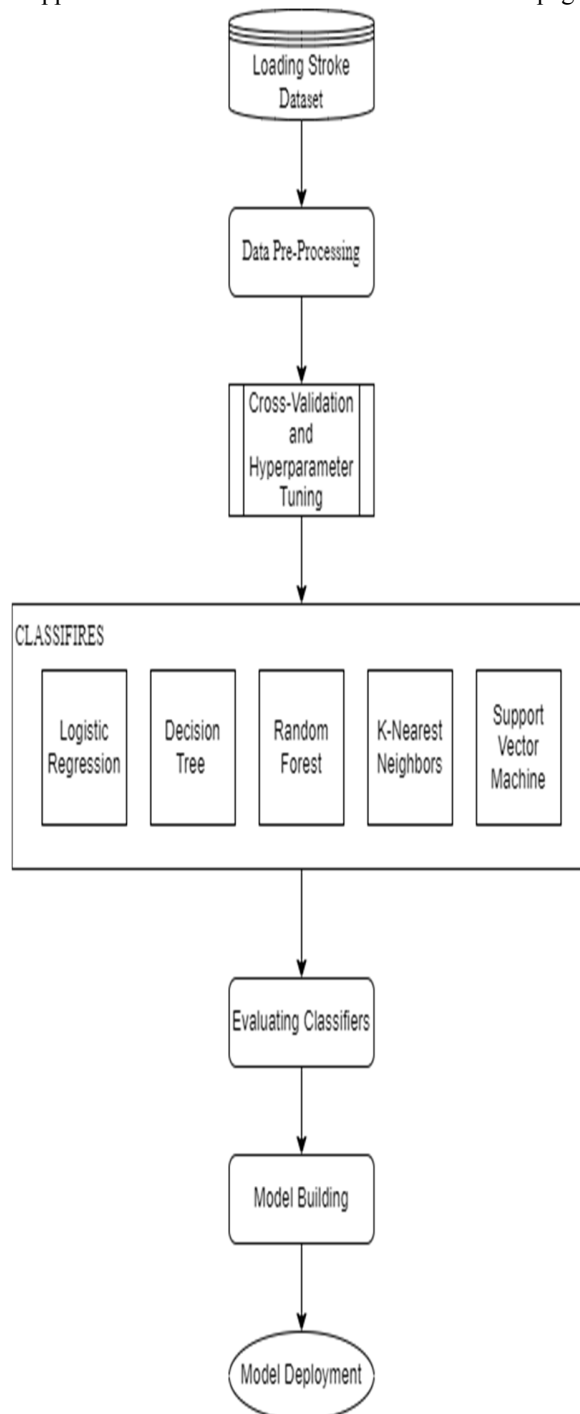 Loading Stroke
Dataset
Data Pre-Processing
Cross-Validation
and
Hyperparameter
Tuning
CLASSIFIRES
Logistic
Regression
Decision
Tree
Random
Forest
K-Nearest
Neighbors
Support
Vector
Machine
Evaluating Classifiers
Model Building
Model Deployment